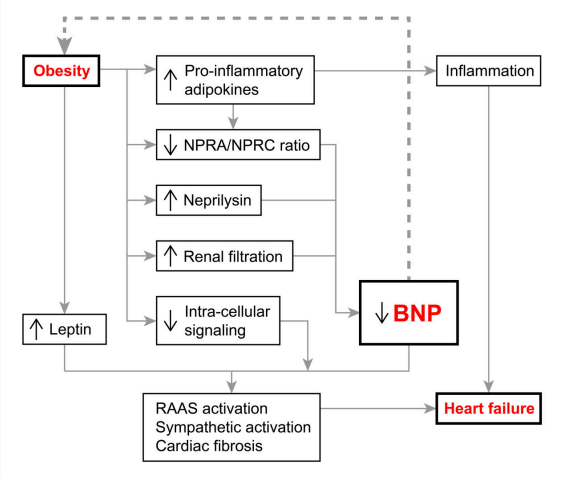 Obesity
↑ Pro-inflammatory
adipokines
Inflammation
↓ NPRA/NPRC ratio
↑ Neprilysin
↑ Renal filtration
↓ Intra-cellular
signaling
↓ BNP
↑ Leptin
RAAS activation
Sympathetic activation
Cardiac fibrosis
Heart failure